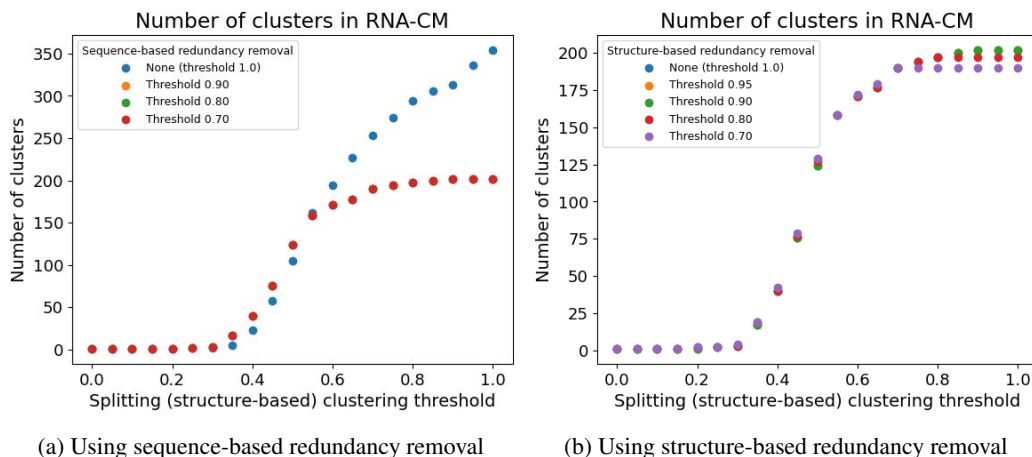 Number of clusters in RNA-CM
Number of clusters
350
300
250
200
150
100
50
0
Sequence-based redundancy removal
None (threshold 1.0)
Threshold 0.90
Threshold 0.80
Threshold 0.70
0.0 0.2 0.4 0.6 0.8 1.0
Splitting (structure-based) clustering threshold
(a) Using sequence-based redundancy removal
Number of clusters in RNA-CM
Number of clusters
200
175
150
125
100
75
50
25
0
Structure-based redundancy removal
None (threshold 1.0)
Threshold 0.95
Threshold 0.90
Threshold 0.80
Threshold 0.70
0.0 0.2 0.4 0.6 0.8 1.0
Splitting (structure-based) clustering threshold
(b) Using structure-based redundancy removal